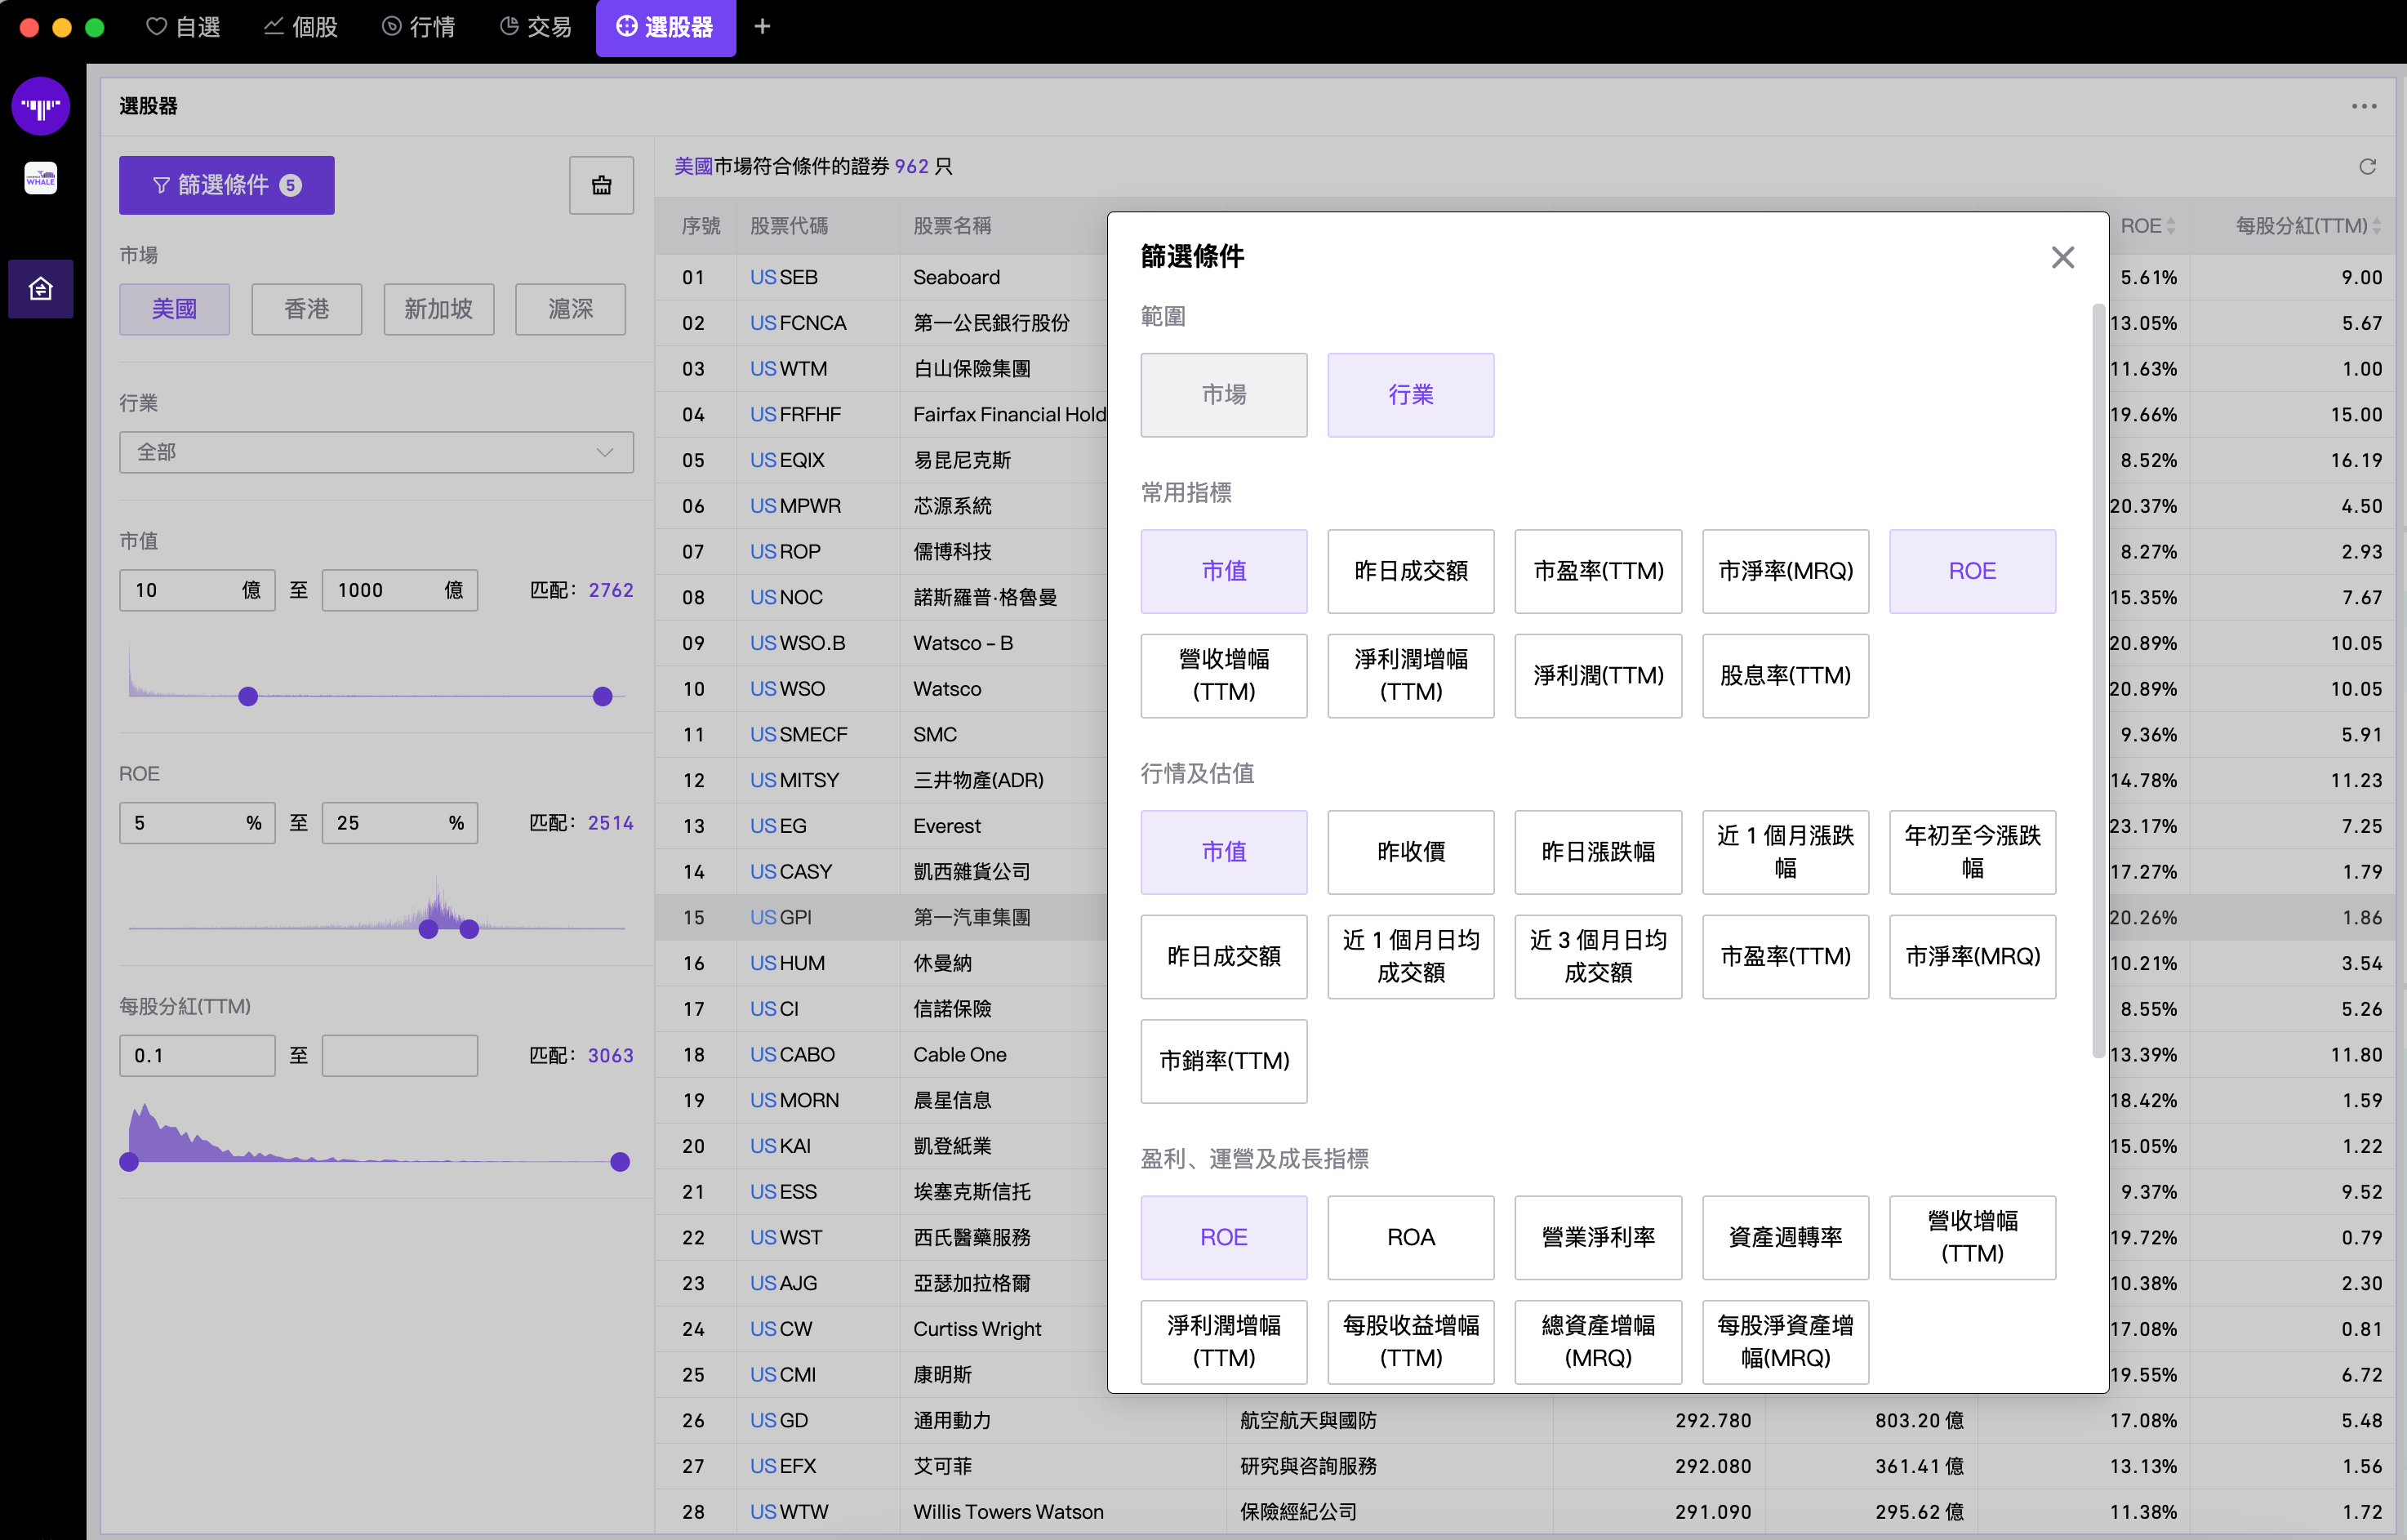 自選 個股 行情 交易 選股器 +
WHALE
選股器
篩選條件 5
市場
美國 香港 新加坡 滬深
行業
全部
市值
10 億 至 1000 億 匹配: 2762
ROE
5 % 至 25 % 匹配: 2514
每股分紅(TTM)
0.1 至 匹配: 3063
美國市場符合條件的證券 962 只
序號 股票代碼 股票名稱 ROE 每股分紅(TTM)
01 US SEB Seaboard 5.61% 9.00
02 US FCNCA 第一公民銀行股份 13.05% 5.67
03 US WTM 白山保險集團 11.63% 1.00
04 US FRFHF Fairfax Financial Hold 19.66% 15.00
05 US EQIX 易昆尼克斯 8.52% 16.19
06 US MPWR 芯源系統 20.37% 4.50
07 US ROP 儒博科技 8.27% 2.93
08 US NOC 諾斯羅普·格魯曼 15.35% 7.67
09 US WSO.B Watsco - B 20.89% 10.05
10 US WSO Watsco 20.89% 10.05
11 US SMECF SMC 9.36% 5.91
12 US MITSY 三井物產(ADR) 14.78% 11.23
13 US EG Everest 23.17% 7.25
14 US CASY 凱西雜貨公司 17.27% 1.79
15 US GPI 第一汽車集團 20.26% 1.86
16 US HUM 休曼納 10.21% 3.54
17 US CI 信諾保險 8.55% 5.26
18 US CABO Cable One 13.39% 11.80
19 US MORN 晨星信息 18.42% 1.59
20 US KAI 凱登紙業 15.05% 1.22
21 US ESS 埃塞克斯信托 9.37% 9.52
22 US WST 西氏醫藥服務 19.72% 0.79
23 US AJG 亞瑟加拉格爾 10.38% 2.30
24 US CW Curtiss Wright 17.08% 0.81
25 US CMI 康明斯 19.55% 6.72
26 US GD 通用動力 航空航天與國防 292.780 803.20 億 17.08% 5.48
27 US EFX 艾可菲 研究與咨詢服務 292.080 361.41 億 13.13% 1.56
28 US WTW Willis Towers Watson 保險經紀公司 291.090 295.62 億 11.38% 1.72
篩選條件
範圍
市場 行業
常用指標
市值 昨日成交額 市盈率(TTM) 市淨率(MRQ) ROE
營收增幅
(TTM)
淨利潤增幅
(TTM)
淨利潤(TTM) 股息率(TTM)
行情及估值
市值 昨收價 昨日漲跌幅
近 1 個月漲跌
幅
年初至今漲跌
幅
昨日成交額
近 1 個月日均
成交額
近 3 個月日均
成交額
市盈率(TTM) 市淨率(MRQ)
市銷率(TTM)
盈利、運營及成長指標
ROE ROA 營業淨利率 資產週轉率
營收增幅
(TTM)
淨利潤增幅
(TTM)
每股收益增幅
(TTM)
總資產增幅
(MRQ)
每股淨資產增
幅(MRQ)